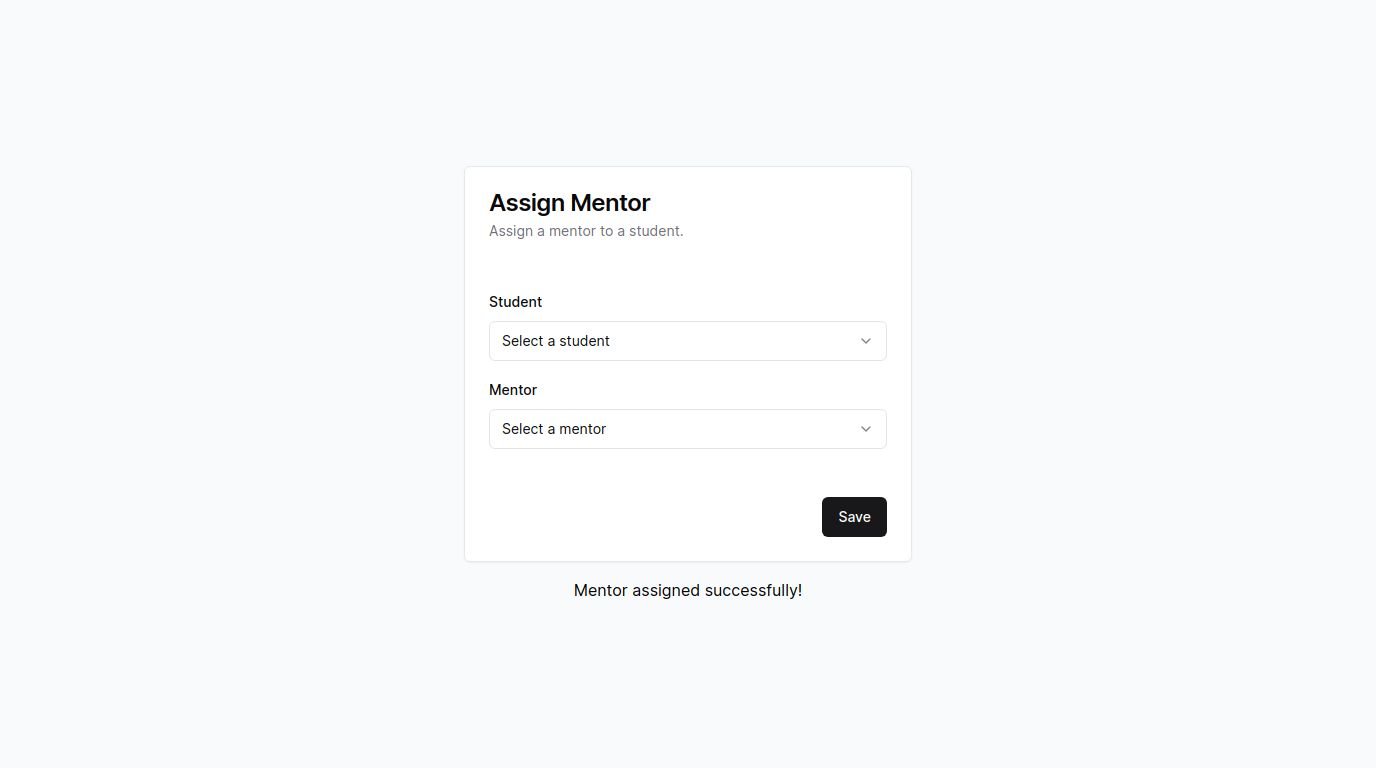 Assign Mentor
Assign a mentor to a student.
Student
Select a student
Mentor
Select a mentor
Save
Mentor assigned successfully!